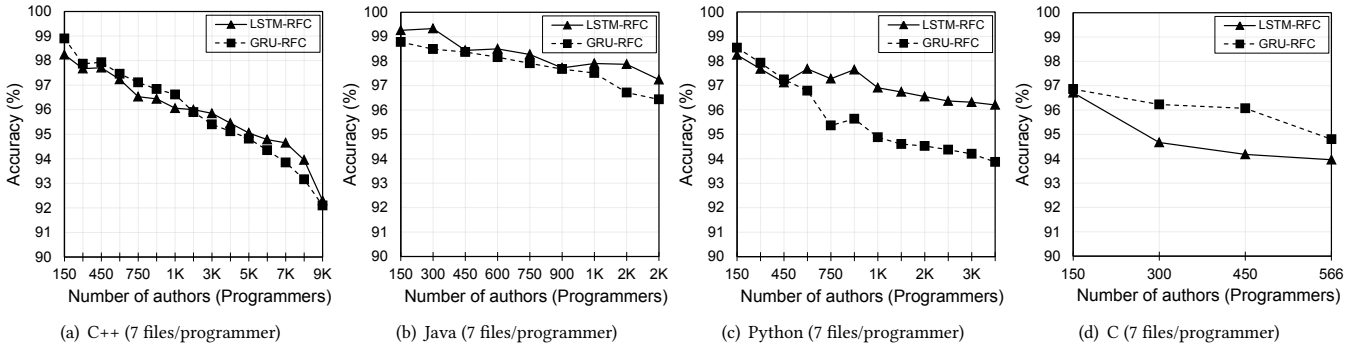 100
99
98
97
96
95
94
93
92
91
90
Accuracy (%)
LSTM-RFC
GRU-RFC
150 450 750 1K 3K 5K 7K 9K
Number of authors (Programmers)
(a) C++ (7 files/programmer)
100
99
98
97
96
95
94
93
92
91
90
Accuracy (%)
LSTM-RFC
GRU-RFC
150 300 450 600 750 900 1K 2K 2K
Number of authors (Programmers)
(b) Java (7 files/programmer)
100
99
98
97
96
95
94
93
92
91
90
Accuracy (%)
LSTM-RFC
GRU-RFC
150 450 750 1K 2K 3K
Number of authors (Programmers)
(c) Python (7 files/programmer)
100
99
98
97
96
95
94
93
92
91
90
Accuracy (%)
LSTM-RFC
GRU-RFC
150 300 450 566
Number of authors (Programmers)
(d) C (7 files/programmer)